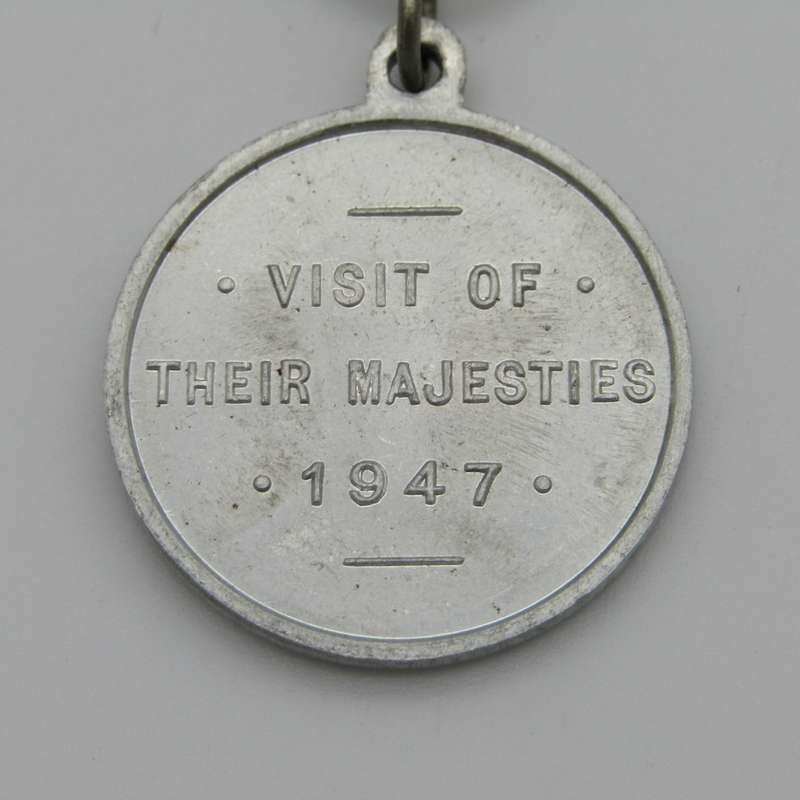 · VISIT OF ·
THEIR MAJESTIES
· 1947 ·